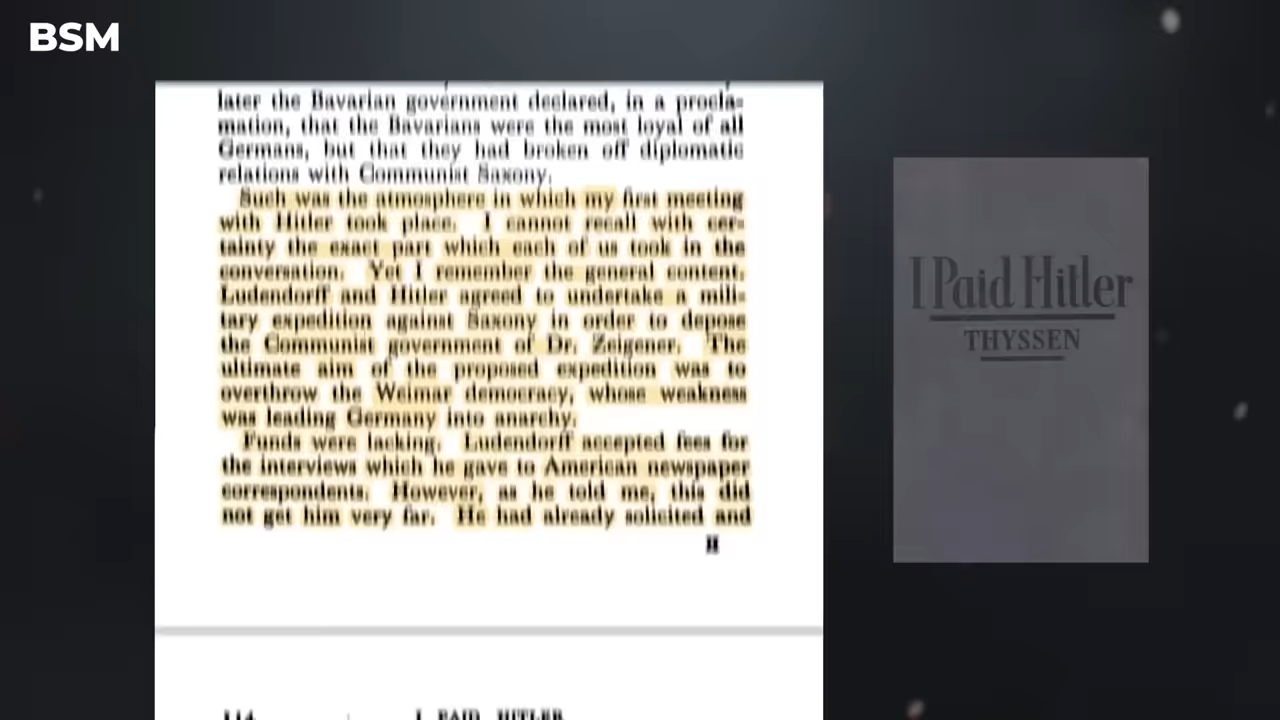 BSM
later the Bavarian government declared, in a procla-
mation, that the Bavarians were the most loyal of all
Germans, but that they had broken off diplomatic
relations with Communist Saxony.
Such was the atmosphere in which my first meeting
with Hitler took place. I cannot recall with cer-
tainty the exact part which each of us took in the
conversation. Yet I remember the general content.
Ludendorff and Hitler agreed to undertake a mili-
tary expedition against Saxony in order to depose
the Communist government of Dr. Zeigener. The
ultimate aim of the proposed expedition was to
overthrow the Weimar democracy, whose weakness
was leading Germany into anarchy.
Funds were lacking. Ludendorff accepted fees for
the interviews which he gave to American newspaper
correspondents. However, as he told me, this did
not get him very far. He had already solicited and
114 I PAID HITLER
I Paid Hitler
THYSSEN